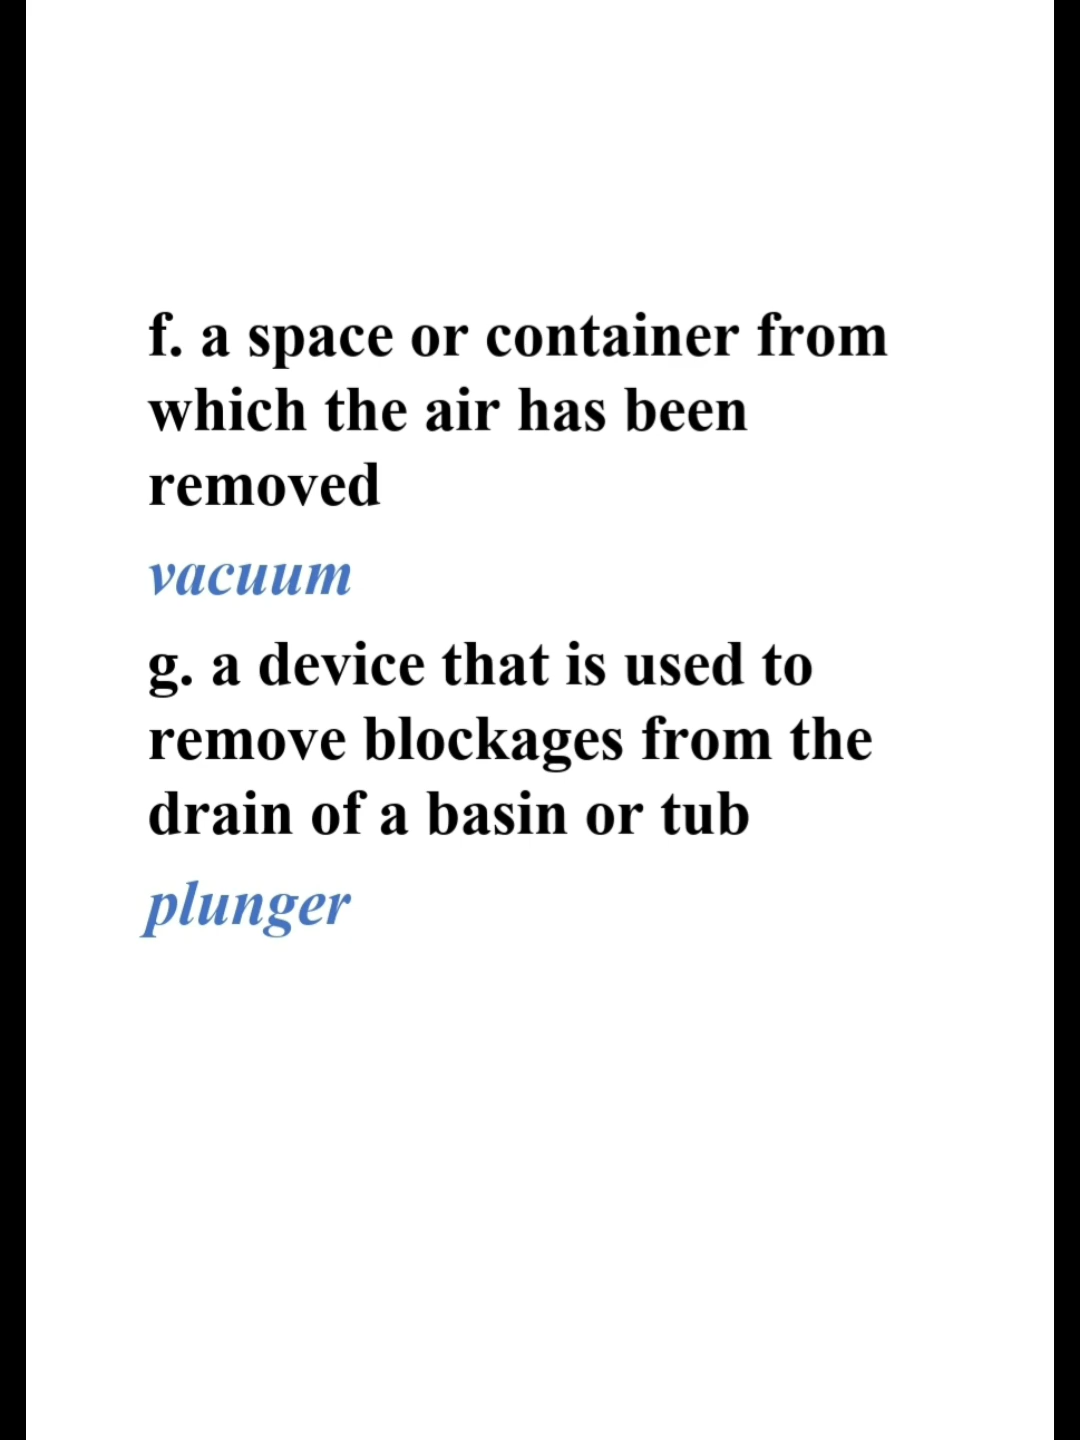 f. a space or container from
which the air has been
removed
vacuum
g. a device that is used to
remove blockages from the
drain of a basin or tub
plunger